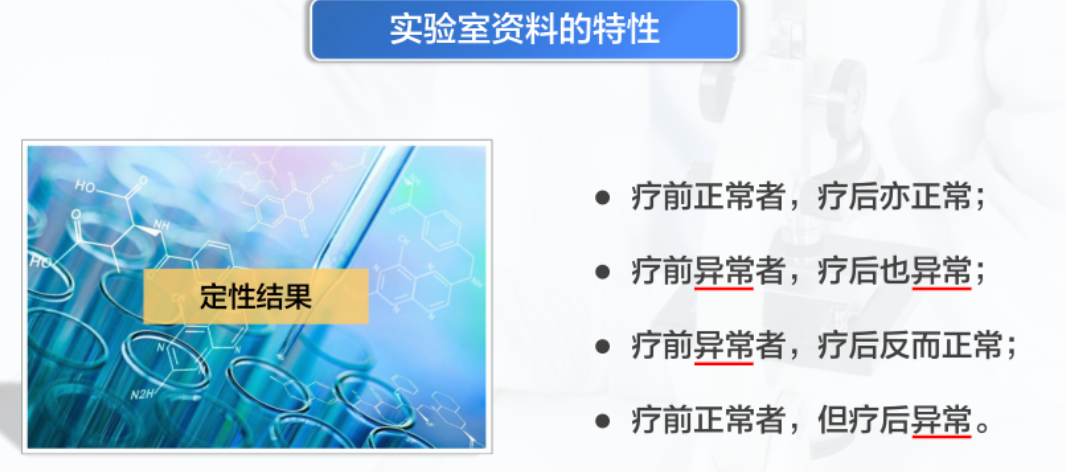 实验室资料的特性
定性结果
● 疗前正常者，疗后亦正常；
● 疗前异常者，疗后也异常；
● 疗前异常者，疗后反而正常；
● 疗前正常者，但疗后异常。
HO
O
O
NH
HO
N
N
N2H